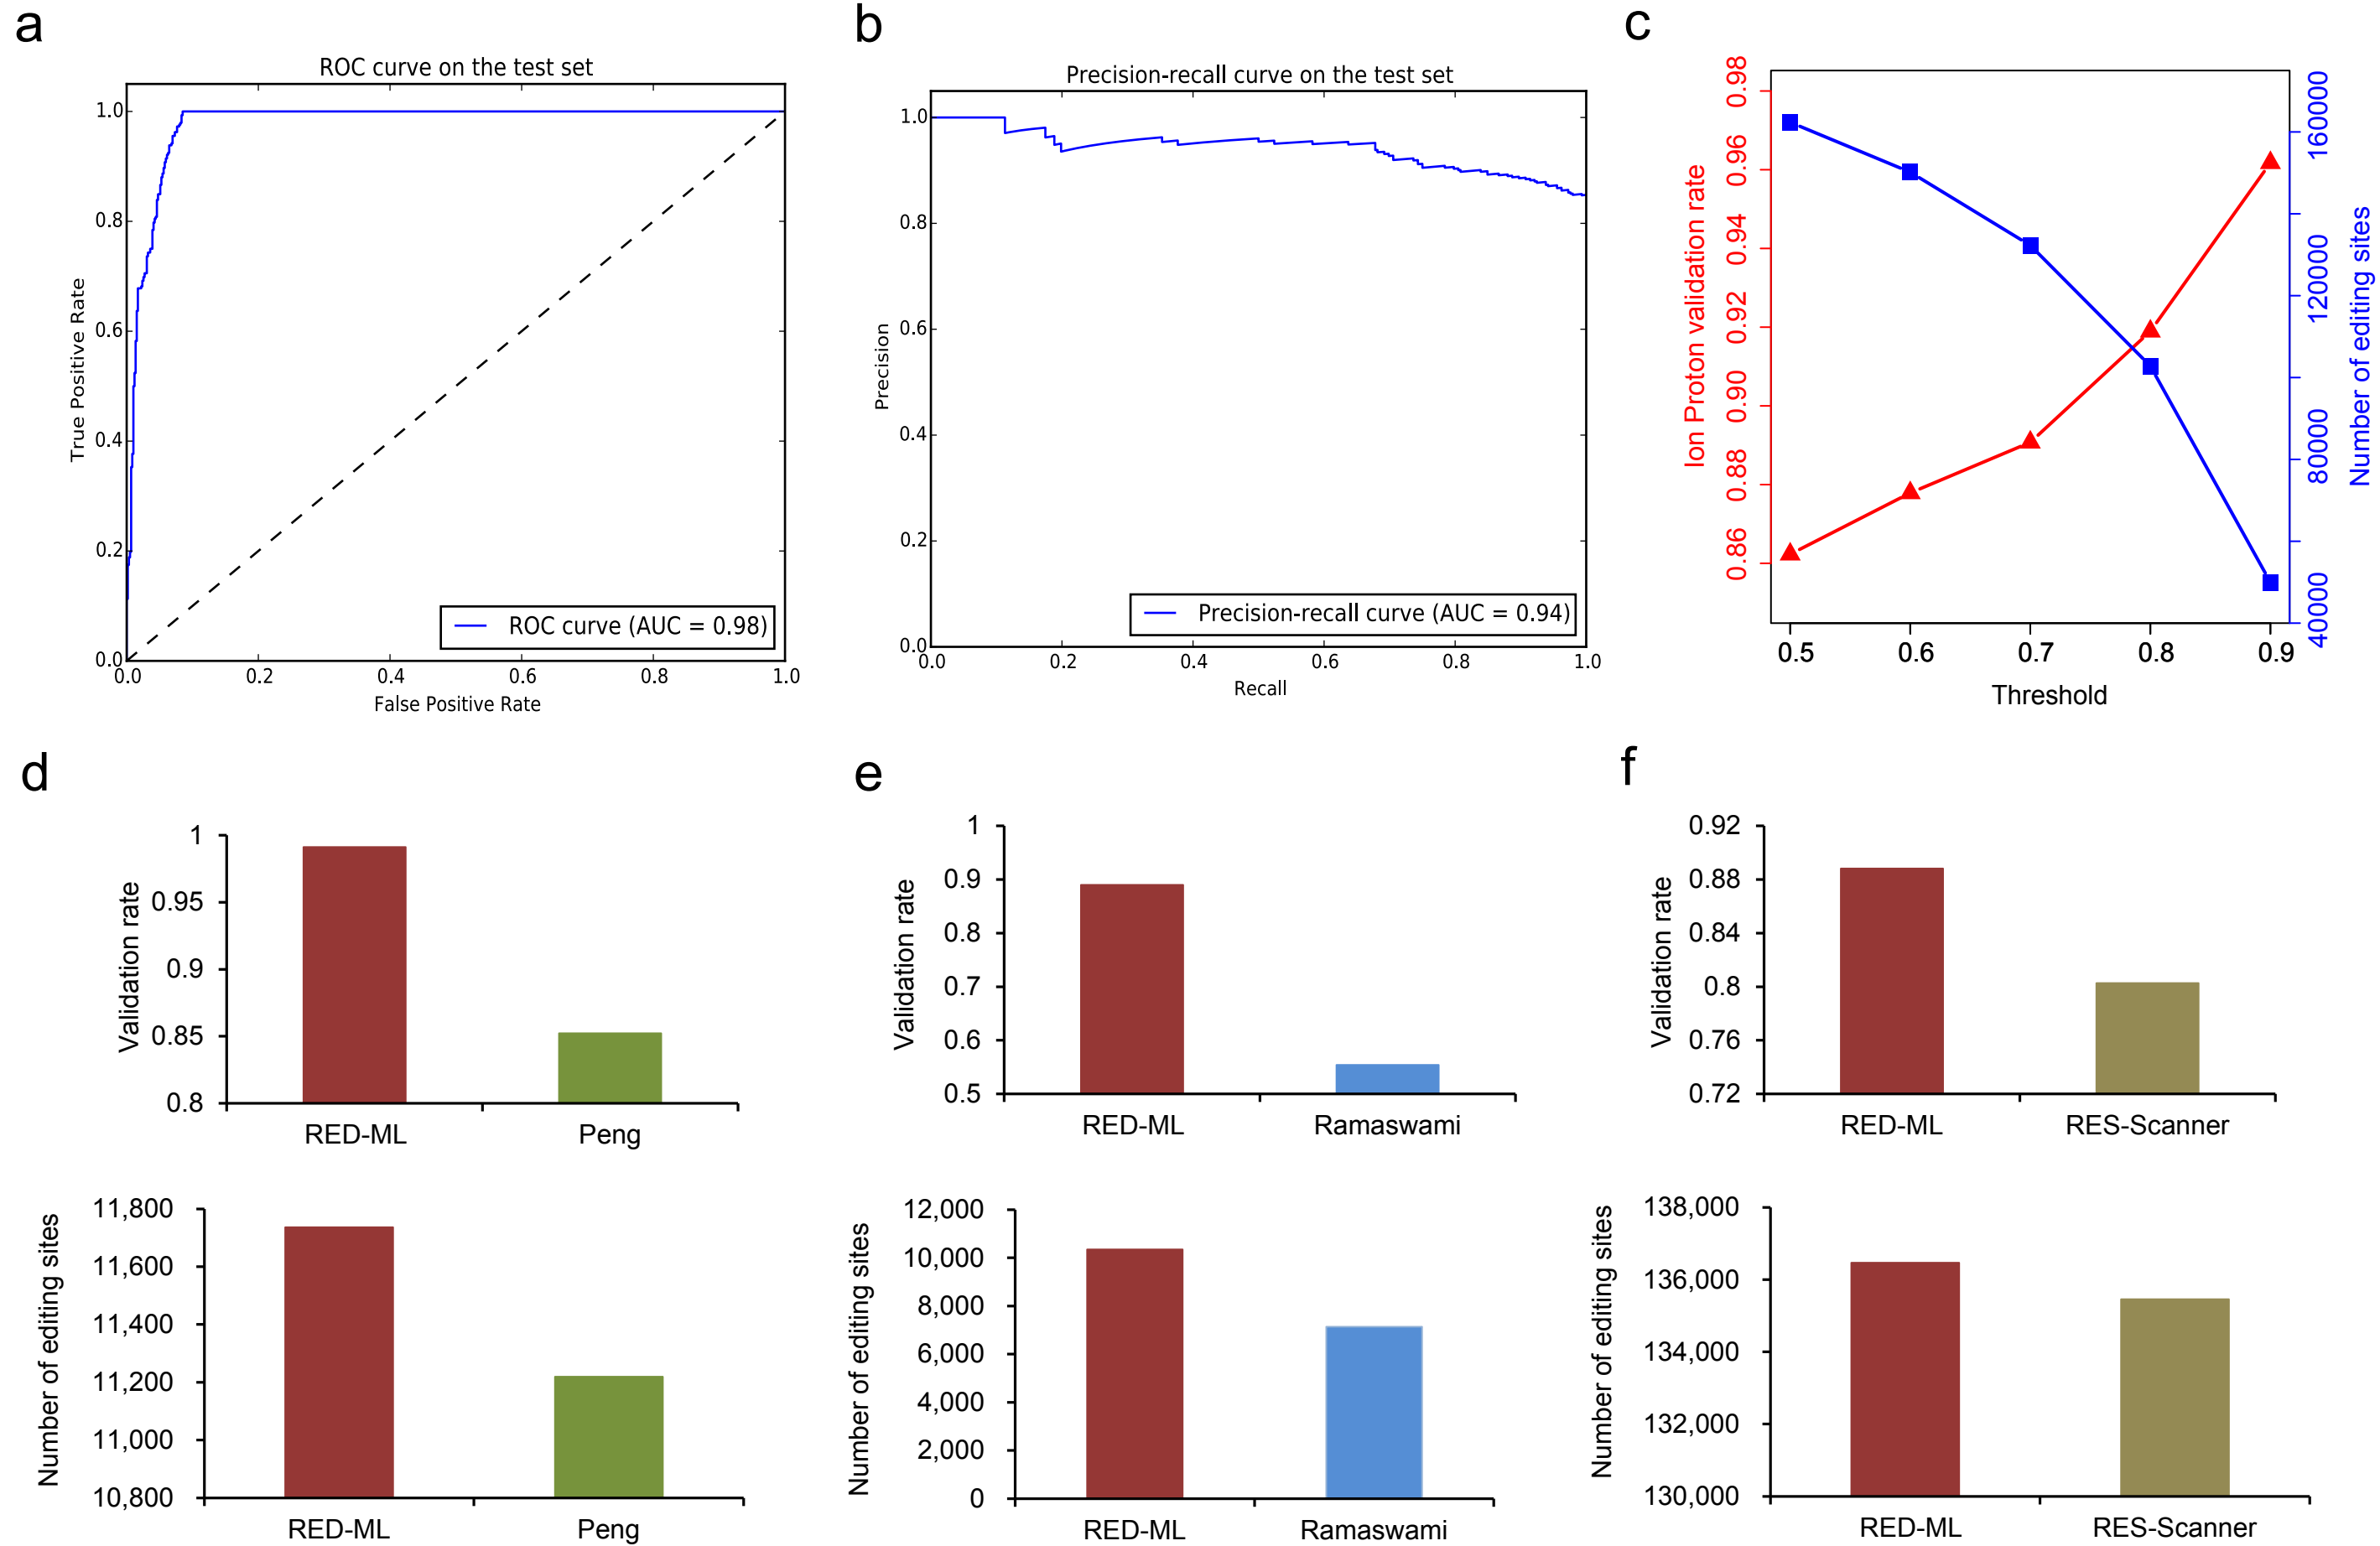 a
ROC curve on the test set
1.0
0.8
0.6
0.4
0.2
0.0
True Positive Rate
0.0 0.2 0.4 0.6 0.8 1.0
False Positive Rate
ROC curve (AUC = 0.98)
b
Precision-recall curve on the test set
1.0
0.8
0.6
0.4
0.2
0.0
Precision
0.0 0.2 0.4 0.6 0.8 1.0
Recall
Precision-recall curve (AUC = 0.94)
c
Ion Proton validation rate
0.86 0.88 0.90 0.92 0.94 0.96 0.98
Number of editing sites
40000 80000 120000 160000
0.5 0.6 0.7 0.8 0.9
Threshold
d
Validation rate
1
0.95
0.9
0.85
0.8
RED-ML Peng
Number of editing sites
11,800
11,600
11,400
11,200
11,000
10,800
RED-ML Peng
e
Validation rate
1
0.9
0.8
0.7
0.6
0.5
RED-ML Ramaswami
Number of editing sites
12,000
10,000
8,000
6,000
4,000
2,000
0
RED-ML Ramaswami
f
Validation rate
0.92
0.88
0.84
0.8
0.76
0.72
RED-ML RES-Scanner
Number of editing sites
138,000
136,000
134,000
132,000
130,000
RED-ML RES-Scanner